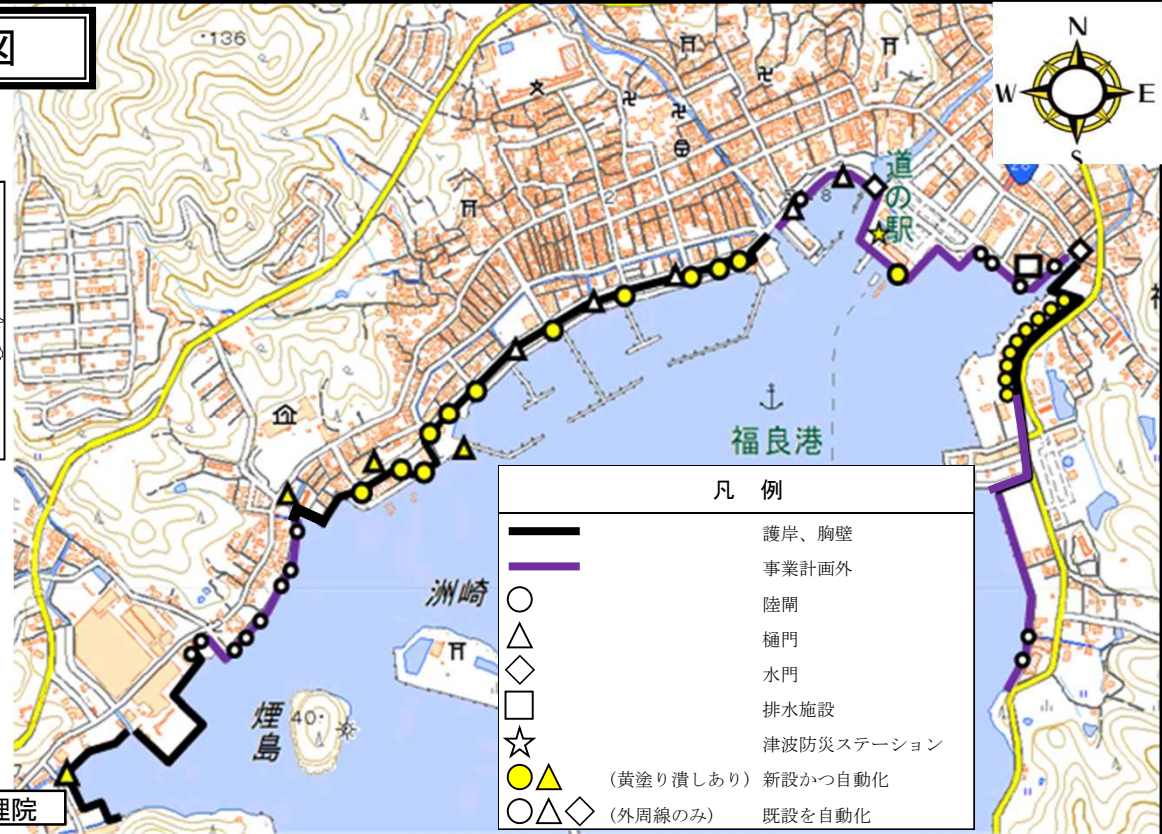 図
136
N
W E
S
道の駅
8
2
福良港
洲崎
煙島
40
2
理院
凡 例
護岸、胸壁
事業計画外
陸閘
樋門
水門
排水施設
津波防災ステーション
(黄塗り潰しあり) 新設かつ自動化
(外周線のみ) 既設を自動化